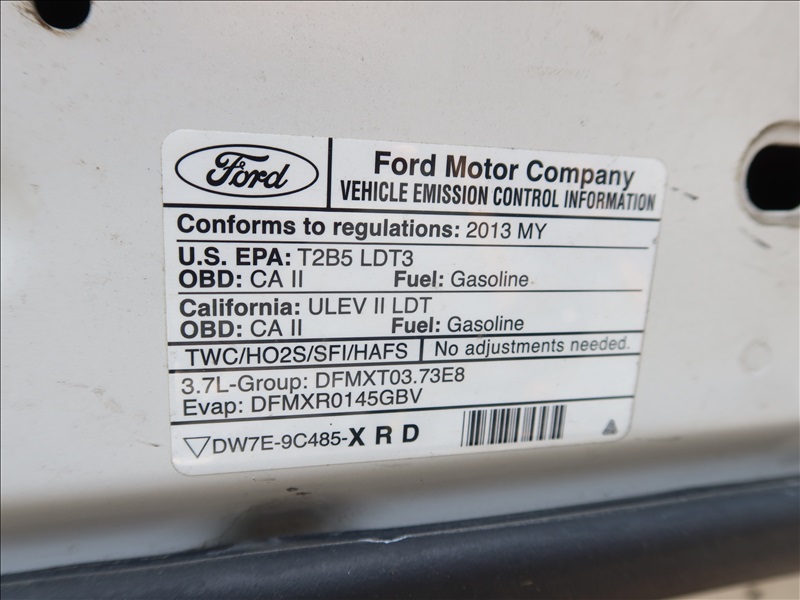 Ford
Ford Motor Company
VEHICLE EMISSION CONTROL INFORMATION
Conforms to regulations: 2013 MY
U.S. EPA: T2B5 LDT3
OBD: CA II Fuel: Gasoline
California: ULEV II LDT
OBD: CA II Fuel: Gasoline
TWC/HO2S/SFI/HAFS No adjustments needed.
3.7L-Group: DFMXT03.73E8
Evap: DFMXR0145GBV
DW7E-9C485-X R D